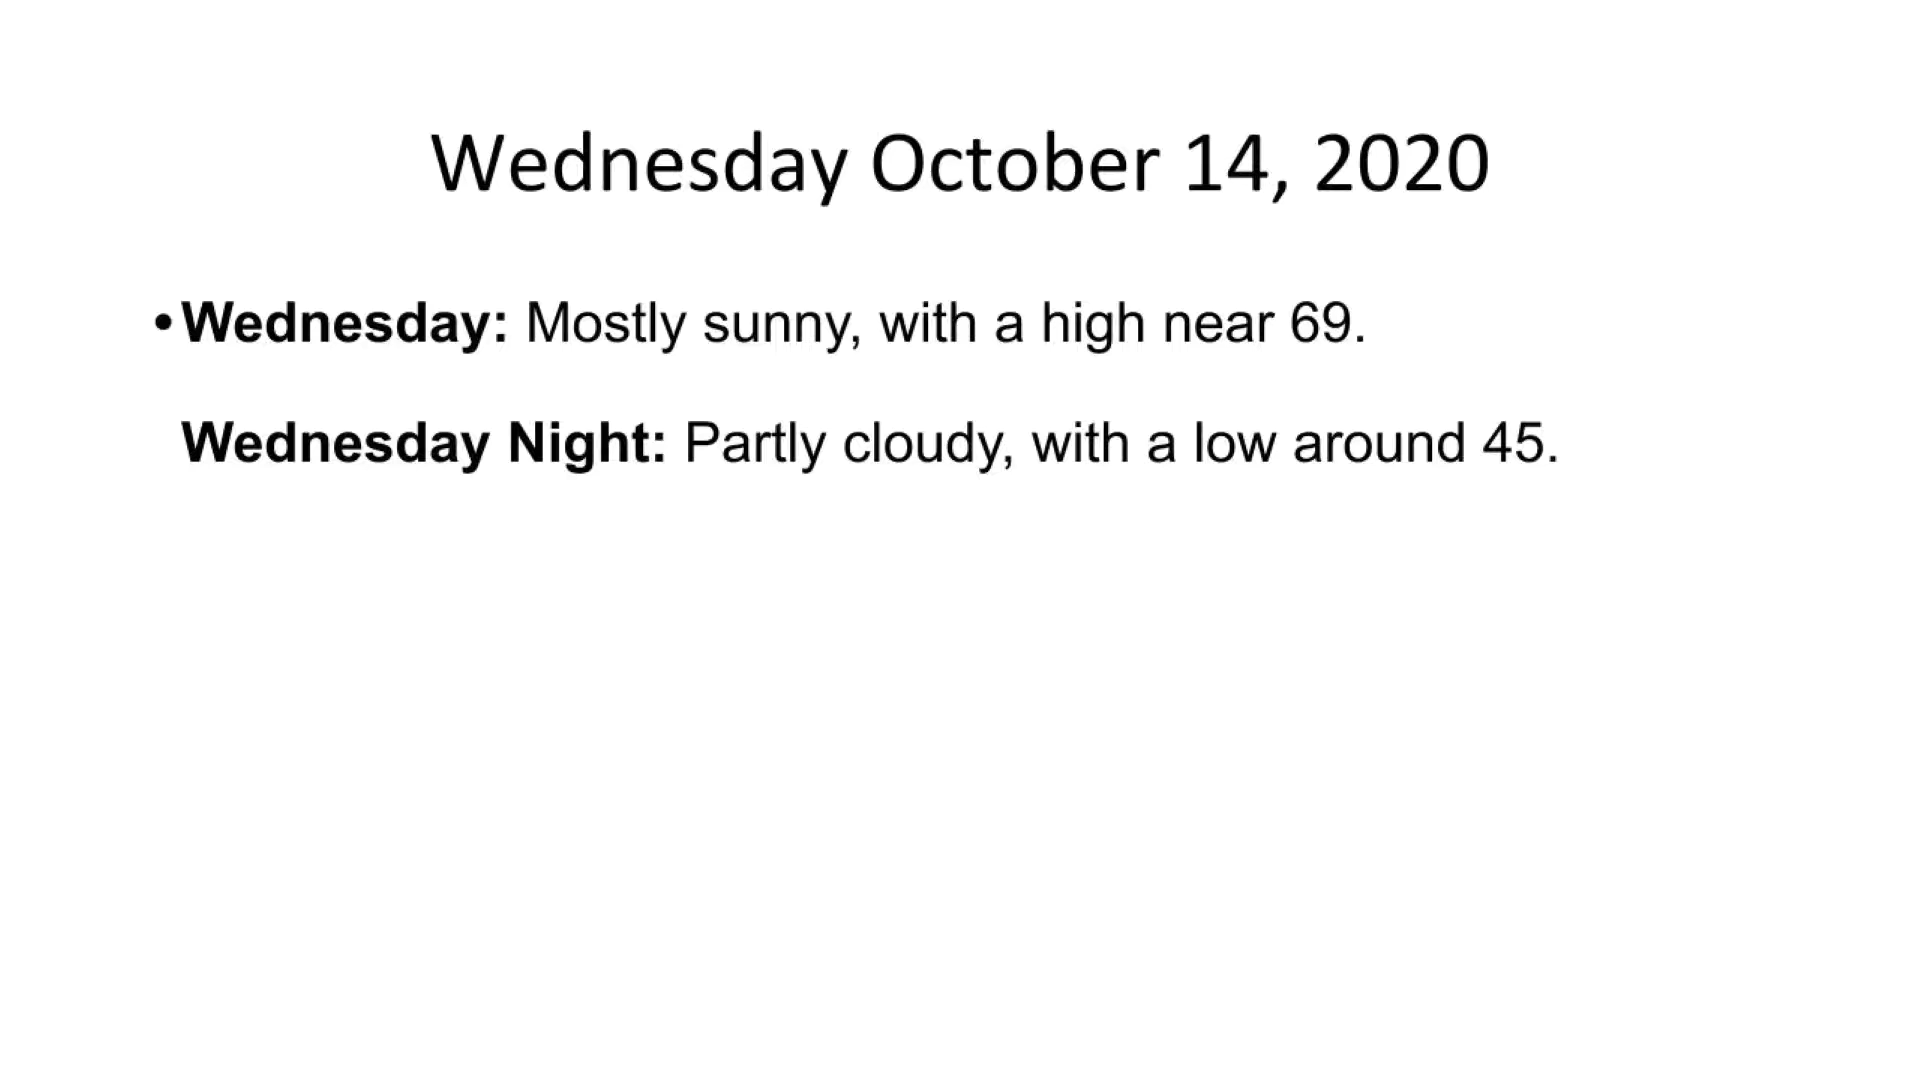 Wednesday October 14, 2020
• Wednesday: Mostly sunny, with a high near 69.
Wednesday Night: Partly cloudy, with a low around 45.